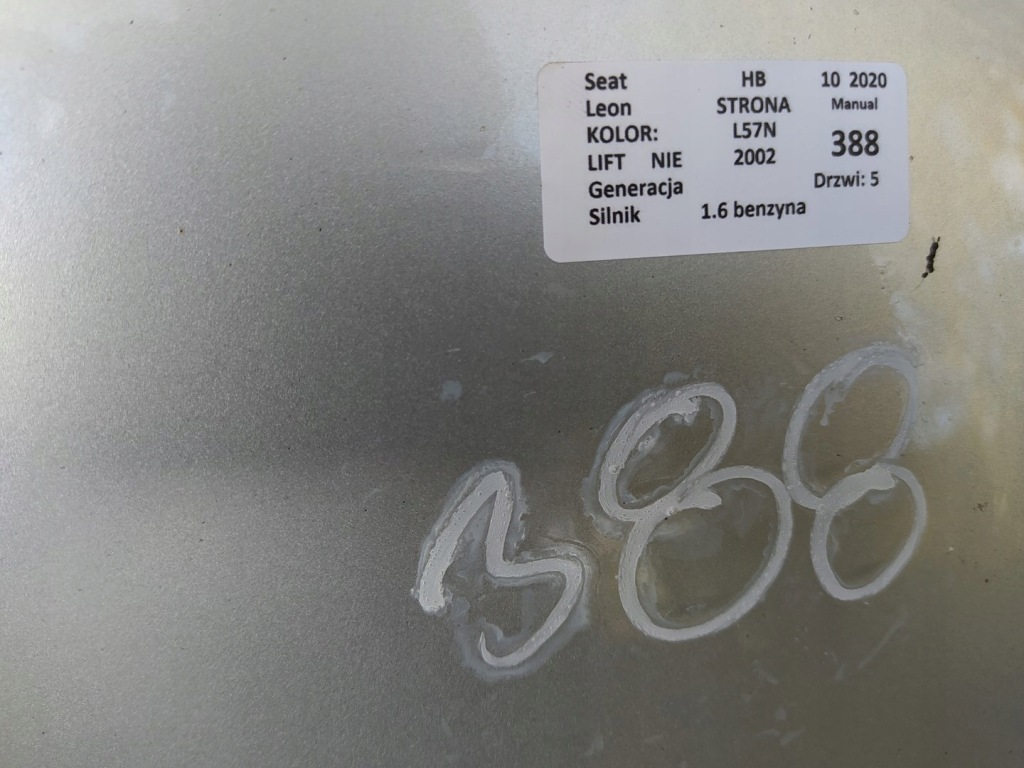 Seat HB 10 2020
Leon STRONA Manual
KOLOR: L57N 388
LIFT NIE 2002
Generacja Drzwi: 5
Silnik 1.6 benzyna
388